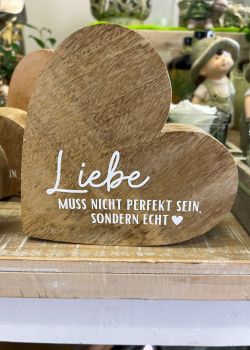 Liebe
MUSS NICHT PERFEKT SEIN,
SONDERN ECHT ♥